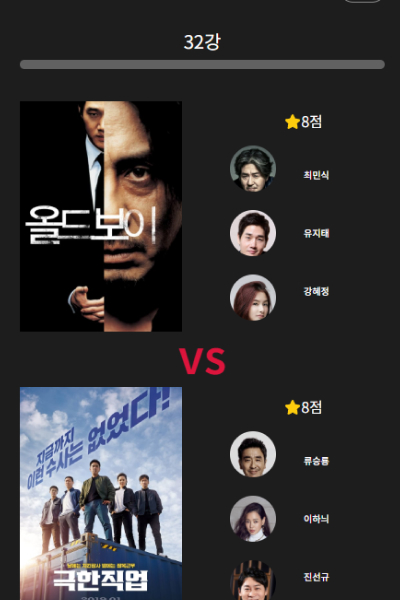 32강
8점
최민식
올드보이
유지태
강혜정
VS
8점
지금까지
이런 수사는 없었다!
류승룡
이하늬
극한직업
진선규